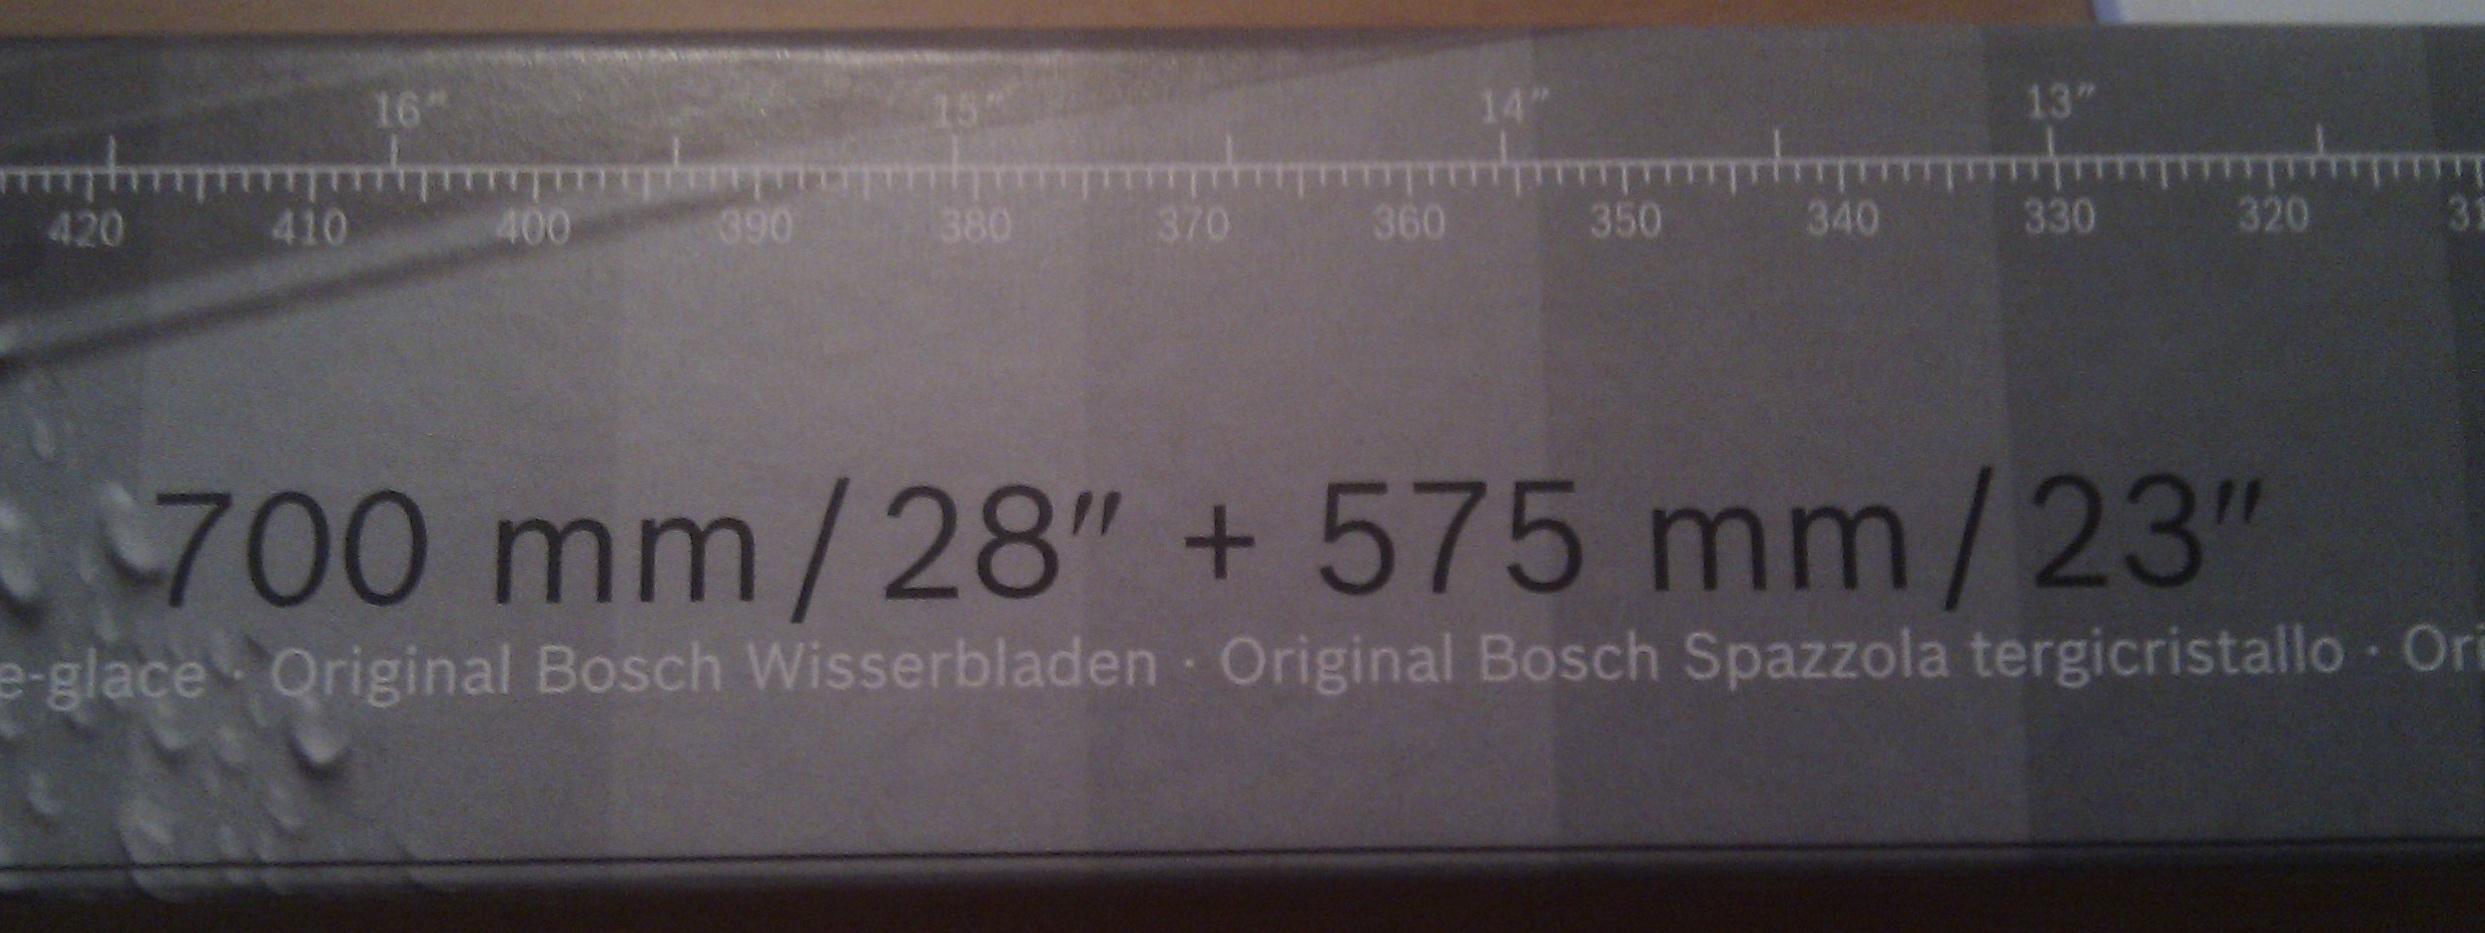 16″ 15″ 14″ 13″
420 410 400 390 380 370 360 350 340 330 320
700 mm / 28″ + 575 mm / 23″
e-glace · Original Bosch Wisserbladen · Original Bosch Spazzola tergicristallo · Ori